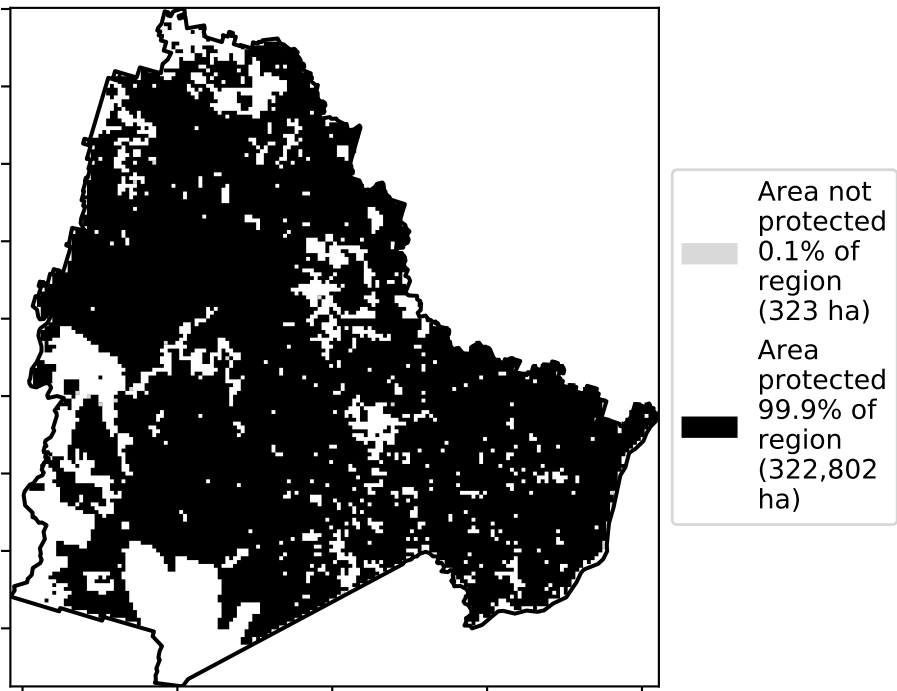 Area not
protected
0.1% of
region
(323 ha)
Area
protected
99.9% of
region
(322,802
ha)